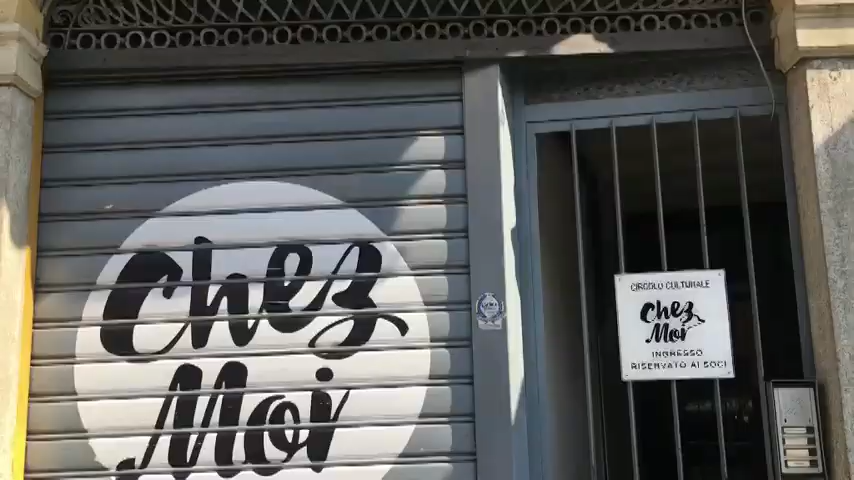 Chez
Moi
CIRCOLO CULTURALE
Chez
Moi
INGRESSO
RISERVATO AI SOCI